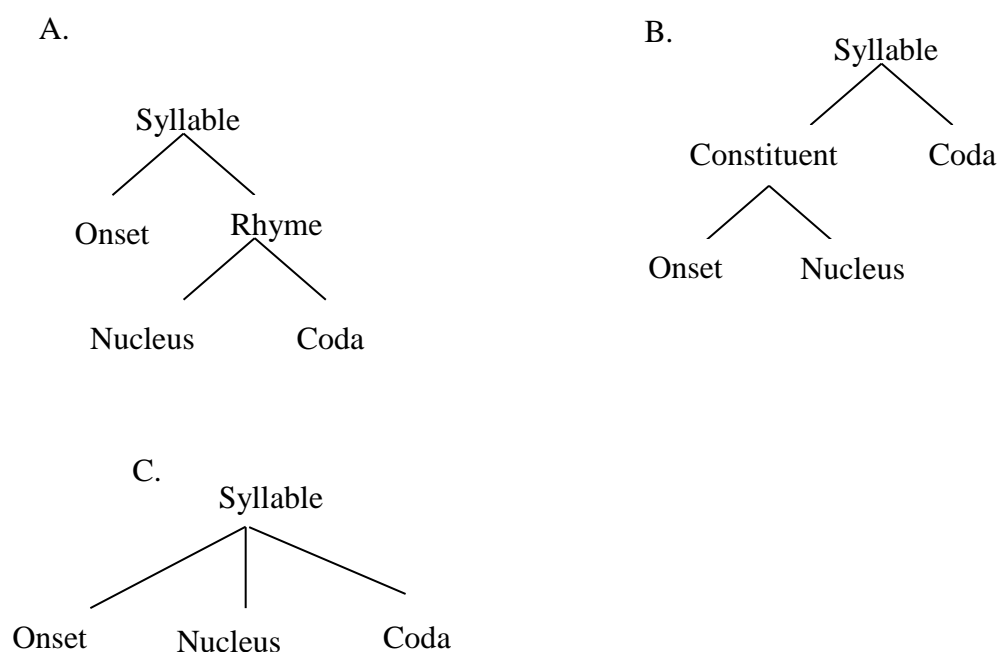 A.
Syllable
Onset Rhyme
Nucleus Coda
B.
Syllable
Constituent Coda
Onset Nucleus
C.
Syllable
Onset Nucleus Coda